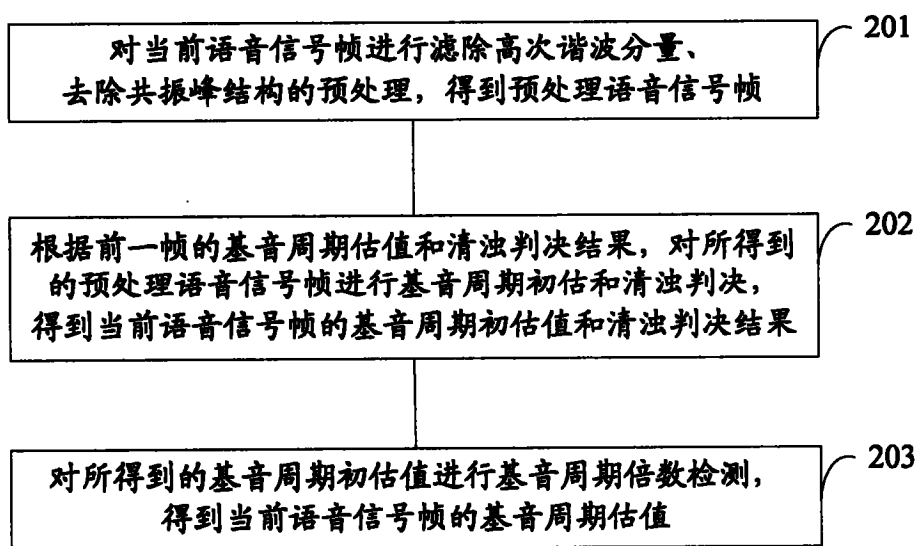 对当前语音信号帧进行滤除高次谐波分量、
去除共振峰结构的预处理，得到预处理语音信号帧
201
根据前一帧的基音周期估值和清浊判决结果，对所得到
的预处理语音信号帧进行基音周期初估和清浊判决，
得到当前语音信号帧的基音周期初估值和清浊判决结果
202
对所得到的基音周期初估值进行基音周期倍数检测，
得到当前语音信号帧的基音周期估值
203